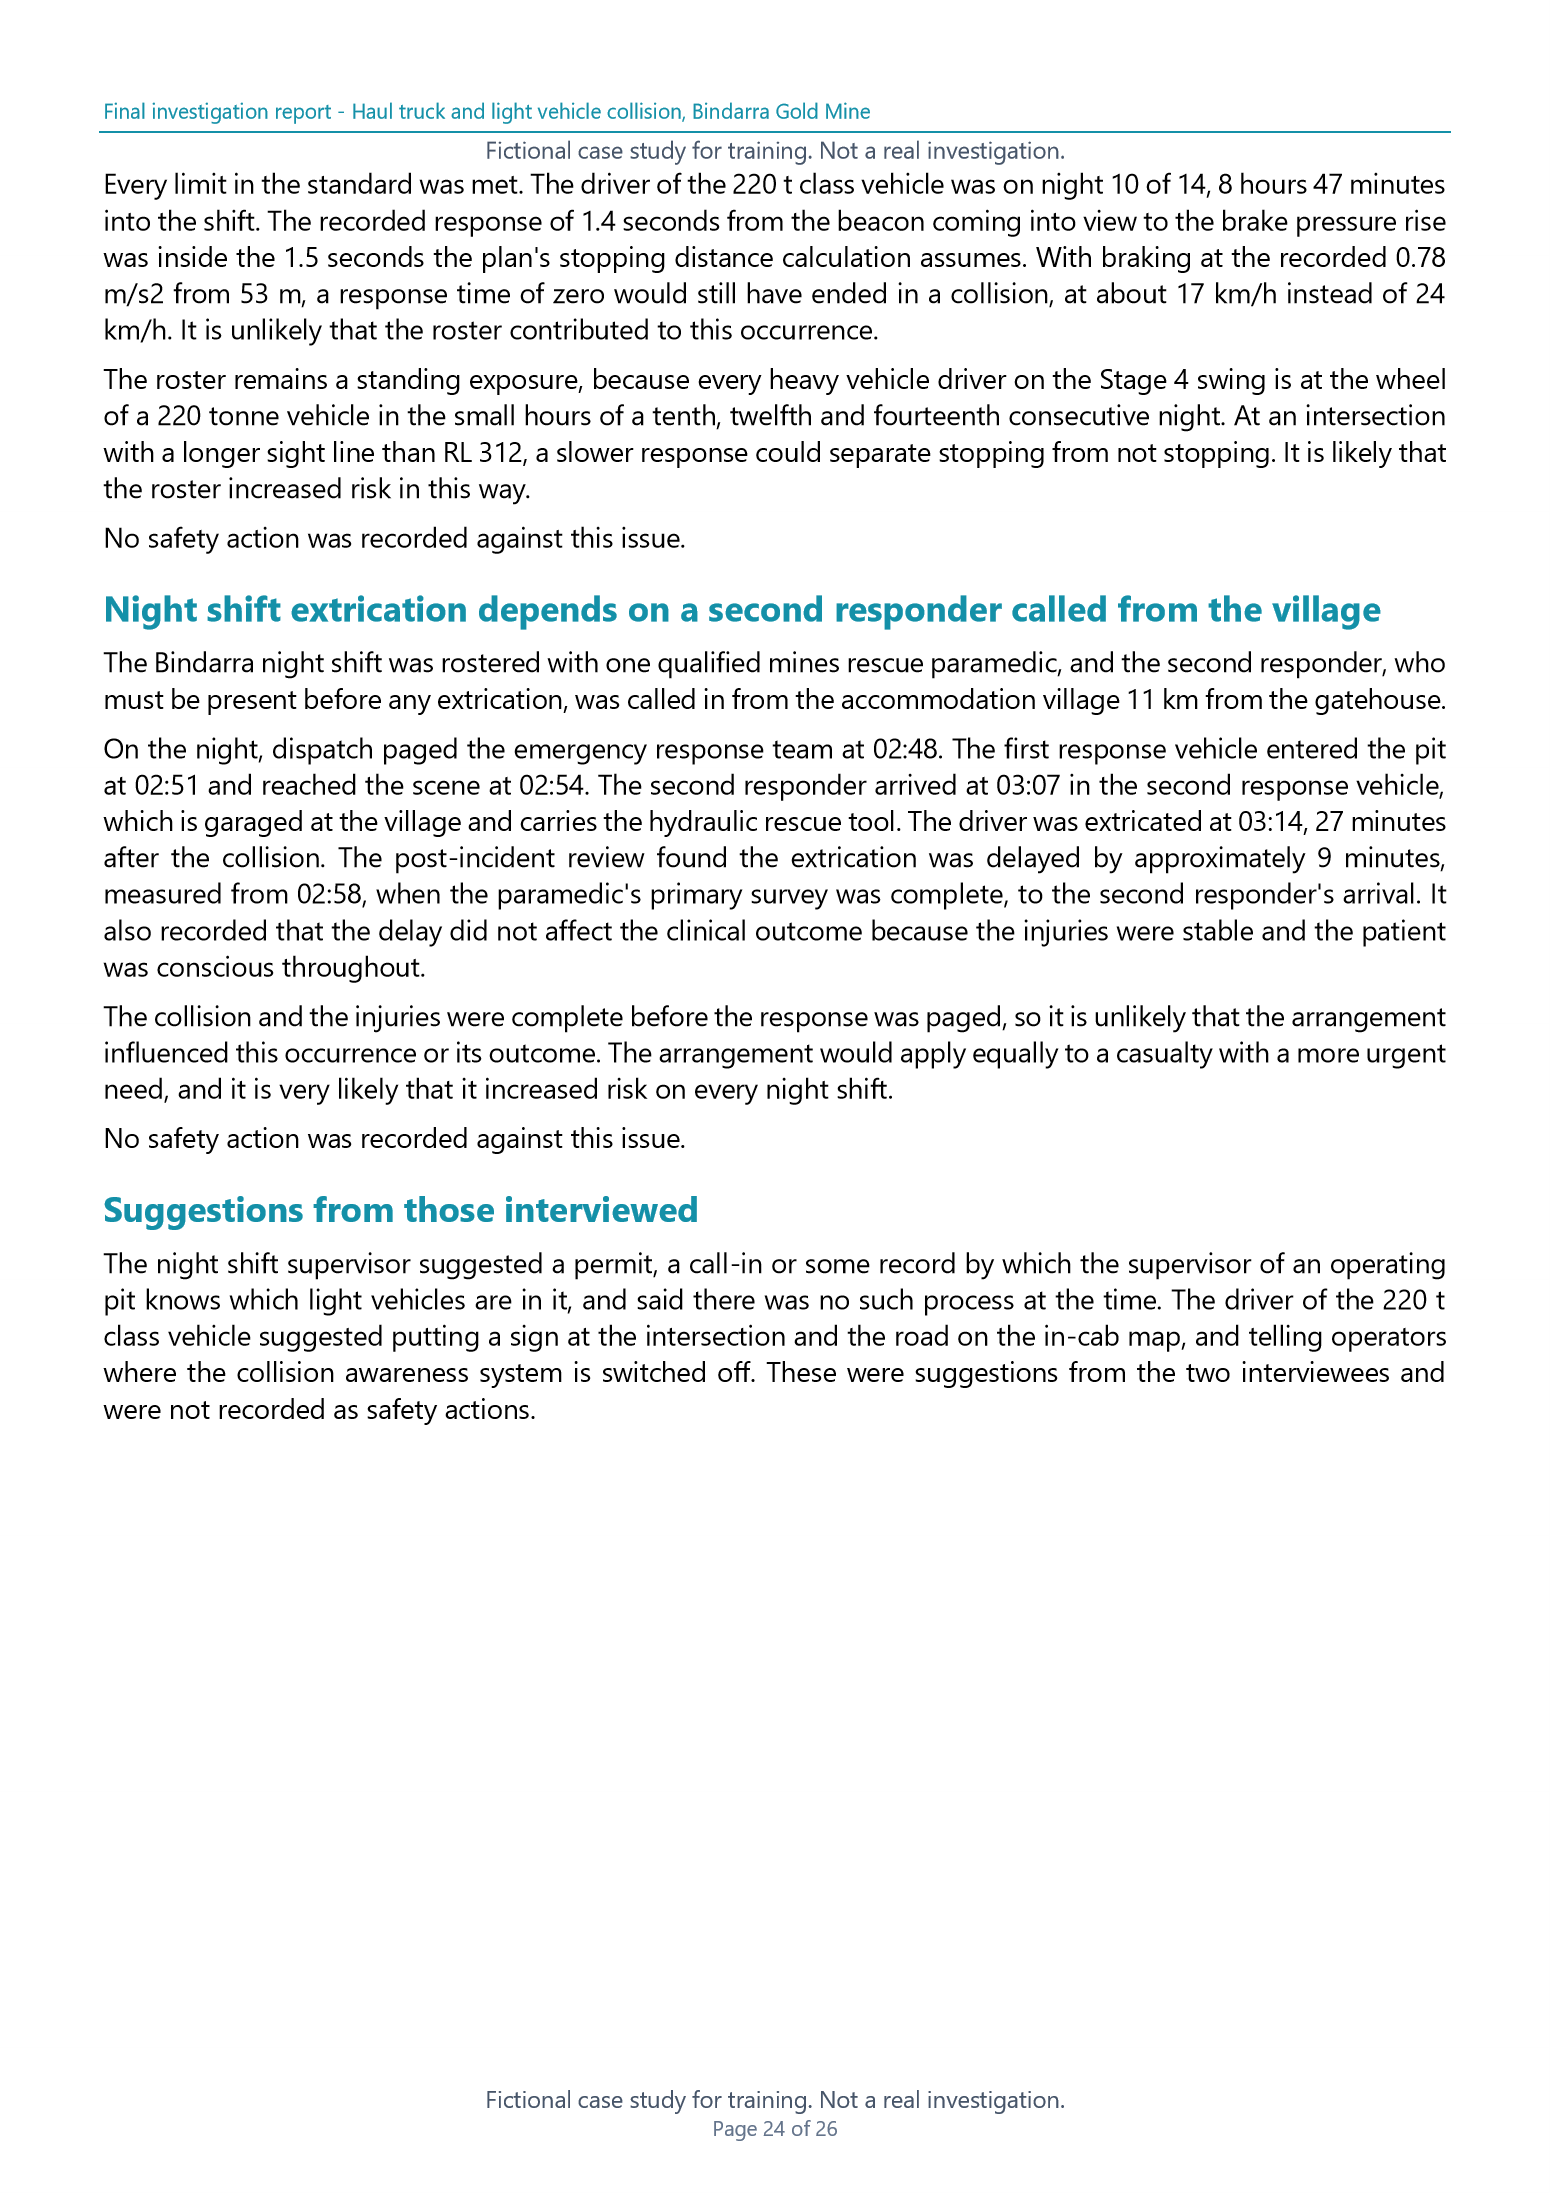 Final investigation report - Haul truck and light vehicle collision, Bindarra Gold Mine
Fictional case study for training. Not a real investigation.
Every limit in the standard was met. The driver of the 220 t class vehicle was on night 10 of 14, 8 hours 47 minutes
into the shift. The recorded response of 1.4 seconds from the beacon coming into view to the brake pressure rise
was inside the 1.5 seconds the plan's stopping distance calculation assumes. With braking at the recorded 0.78
m/s2 from 53 m, a response time of zero would still have ended in a collision, at about 17 km/h instead of 24
km/h. It is unlikely that the roster contributed to this occurrence.
The roster remains a standing exposure, because every heavy vehicle driver on the Stage 4 swing is at the wheel
of a 220 tonne vehicle in the small hours of a tenth, twelfth and fourteenth consecutive night. At an intersection
with a longer sight line than RL 312, a slower response could separate stopping from not stopping. It is likely that
the roster increased risk in this way.
No safety action was recorded against this issue.
Night shift extrication depends on a second responder called from the village
The Bindarra night shift was rostered with one qualified mines rescue paramedic, and the second responder, who
must be present before any extrication, was called in from the accommodation village 11 km from the gatehouse.
On the night, dispatch paged the emergency response team at 02:48. The first response vehicle entered the pit
at 02:51 and reached the scene at 02:54. The second responder arrived at 03:07 in the second response vehicle,
which is garaged at the village and carries the hydraulic rescue tool. The driver was extricated at 03:14, 27 minutes
after the collision. The post-incident review found the extrication was delayed by approximately 9 minutes,
measured from 02:58, when the paramedic's primary survey was complete, to the second responder's arrival. It
also recorded that the delay did not affect the clinical outcome because the injuries were stable and the patient
was conscious throughout.
The collision and the injuries were complete before the response was paged, so it is unlikely that the arrangement
influenced this occurrence or its outcome. The arrangement would apply equally to a casualty with a more urgent
need, and it is very likely that it increased risk on every night shift.
No safety action was recorded against this issue.
Suggestions from those interviewed
The night shift supervisor suggested a permit, a call-in or some record by which the supervisor of an operating
pit knows which light vehicles are in it, and said there was no such process at the time. The driver of the 220 t
class vehicle suggested putting a sign at the intersection and the road on the in-cab map, and telling operators
where the collision awareness system is switched off. These were suggestions from the two interviewees and
were not recorded as safety actions.
Fictional case study for training. Not a real investigation.
Page 24 of 26